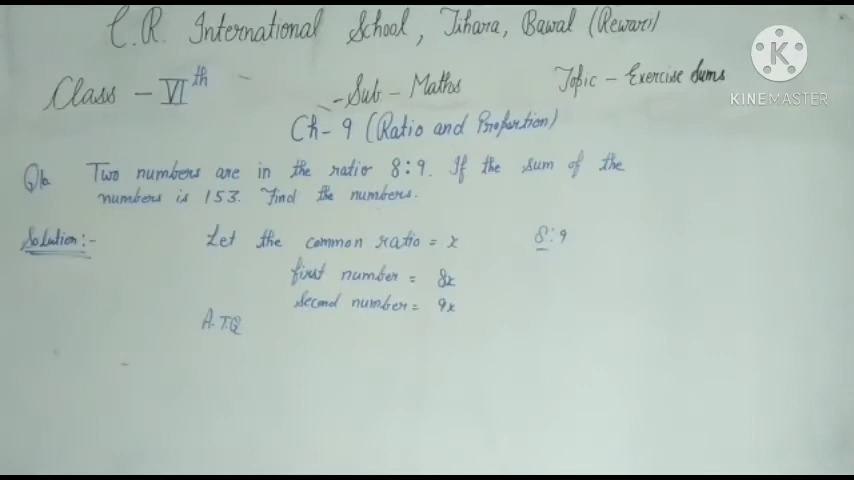 C.R. International School, Jihara, Bawal (Rewari)
Class - VIth - Sub - Maths Topic - Exercise Sums
Ch- 9 (Ratio and Proportion)
Two numbers are in the ratio 8:9. If the sum of the
numbers is 153. Find the numbers.
Solution:- Let the common ratio = x 8:9
first number = 8x
Second number = 9x
A.T.Q
K
KINEMASTER